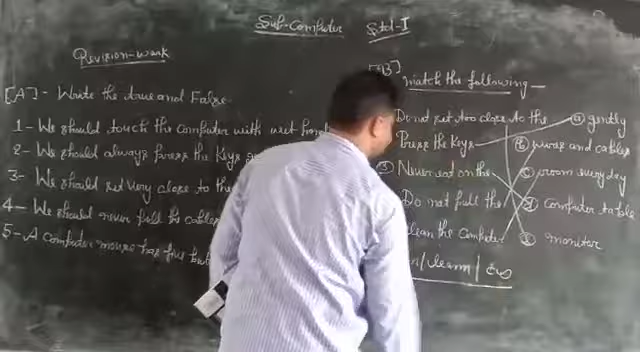 Sub-Computer Std-I
Revision-work
[A]- Write the true and False-
1- We should touch the computer with wet
2- We should always press the keys
3- We should sit very close to the
4- We should never pull the cables
5- A computer mouse has five
[B] match the following-
Do not sit too close to the a gently
Press the keys b wires and cables
3 Never eat on the c room every day
Do not pull the d computer table
clean the computer e monitor
/learn/